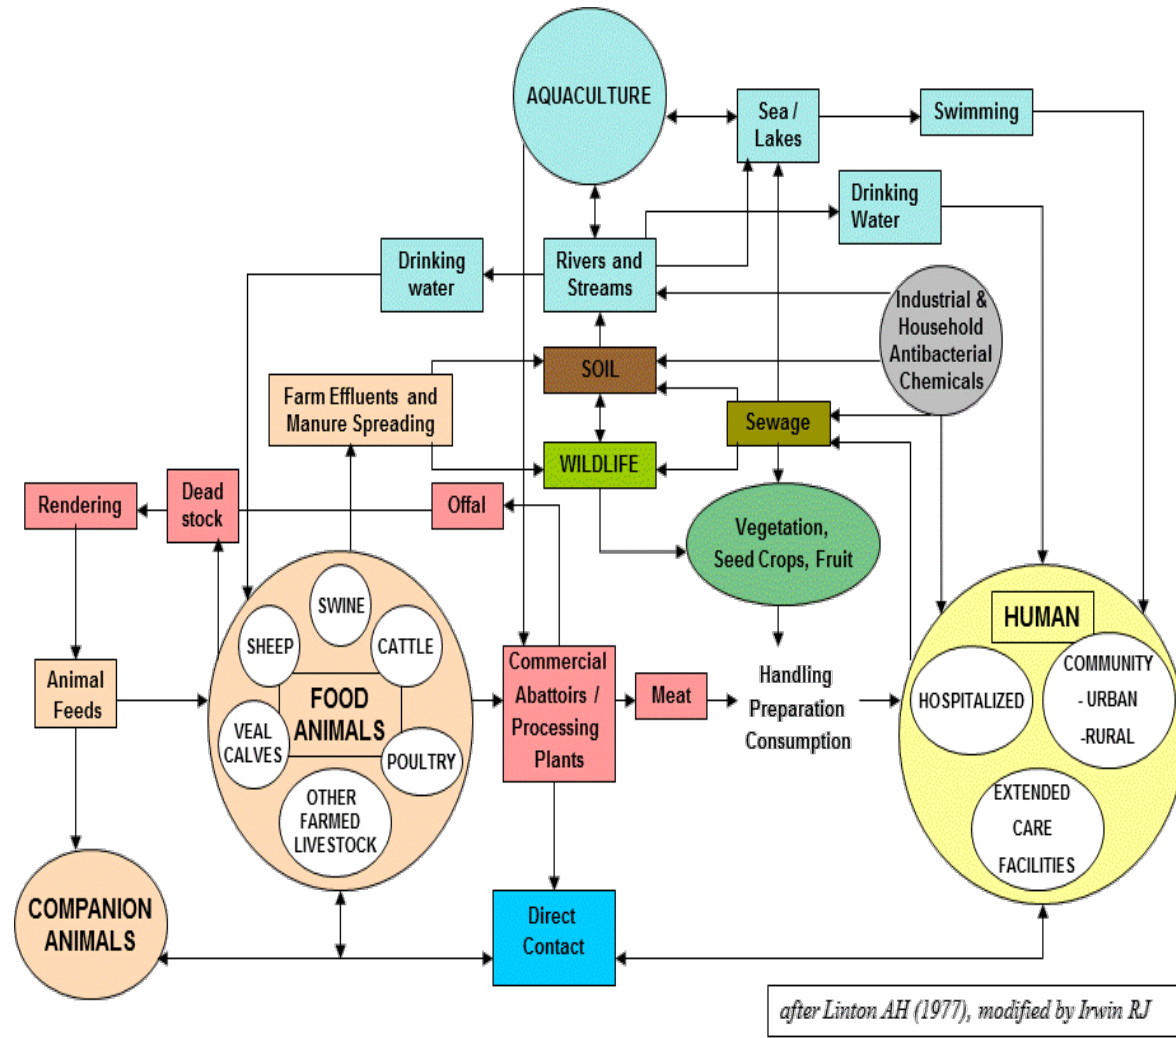 AQUACULTURE
Sea /
Lakes
Swimming
Drinking
Water
Drinking
water
Rivers and
Streams
Industrial &
Household
Antibacterial
Chemicals
SOIL
Farm Effluents and
Manure Spreading
Sewage
WILDLIFE
Rendering
Dead
stock
Offal
Vegetation,
Seed Crops, Fruit
SWINE
SHEEP
CATTLE
FOOD
ANIMALS
VEAL
CALVES
POULTRY
OTHER
FARMED
LIVESTOCK
Animal
Feeds
Commercial
Abattoirs /
Processing
Plants
Meat
Handling
Preparation
Consumption
HUMAN
HOSPITALIZED
COMMUNITY
- URBAN
-RURAL
EXTENDED
CARE
FACILITIES
COMPANION
ANIMALS
Direct
Contact
after Linton AH (1977), modified by Irwin RJ